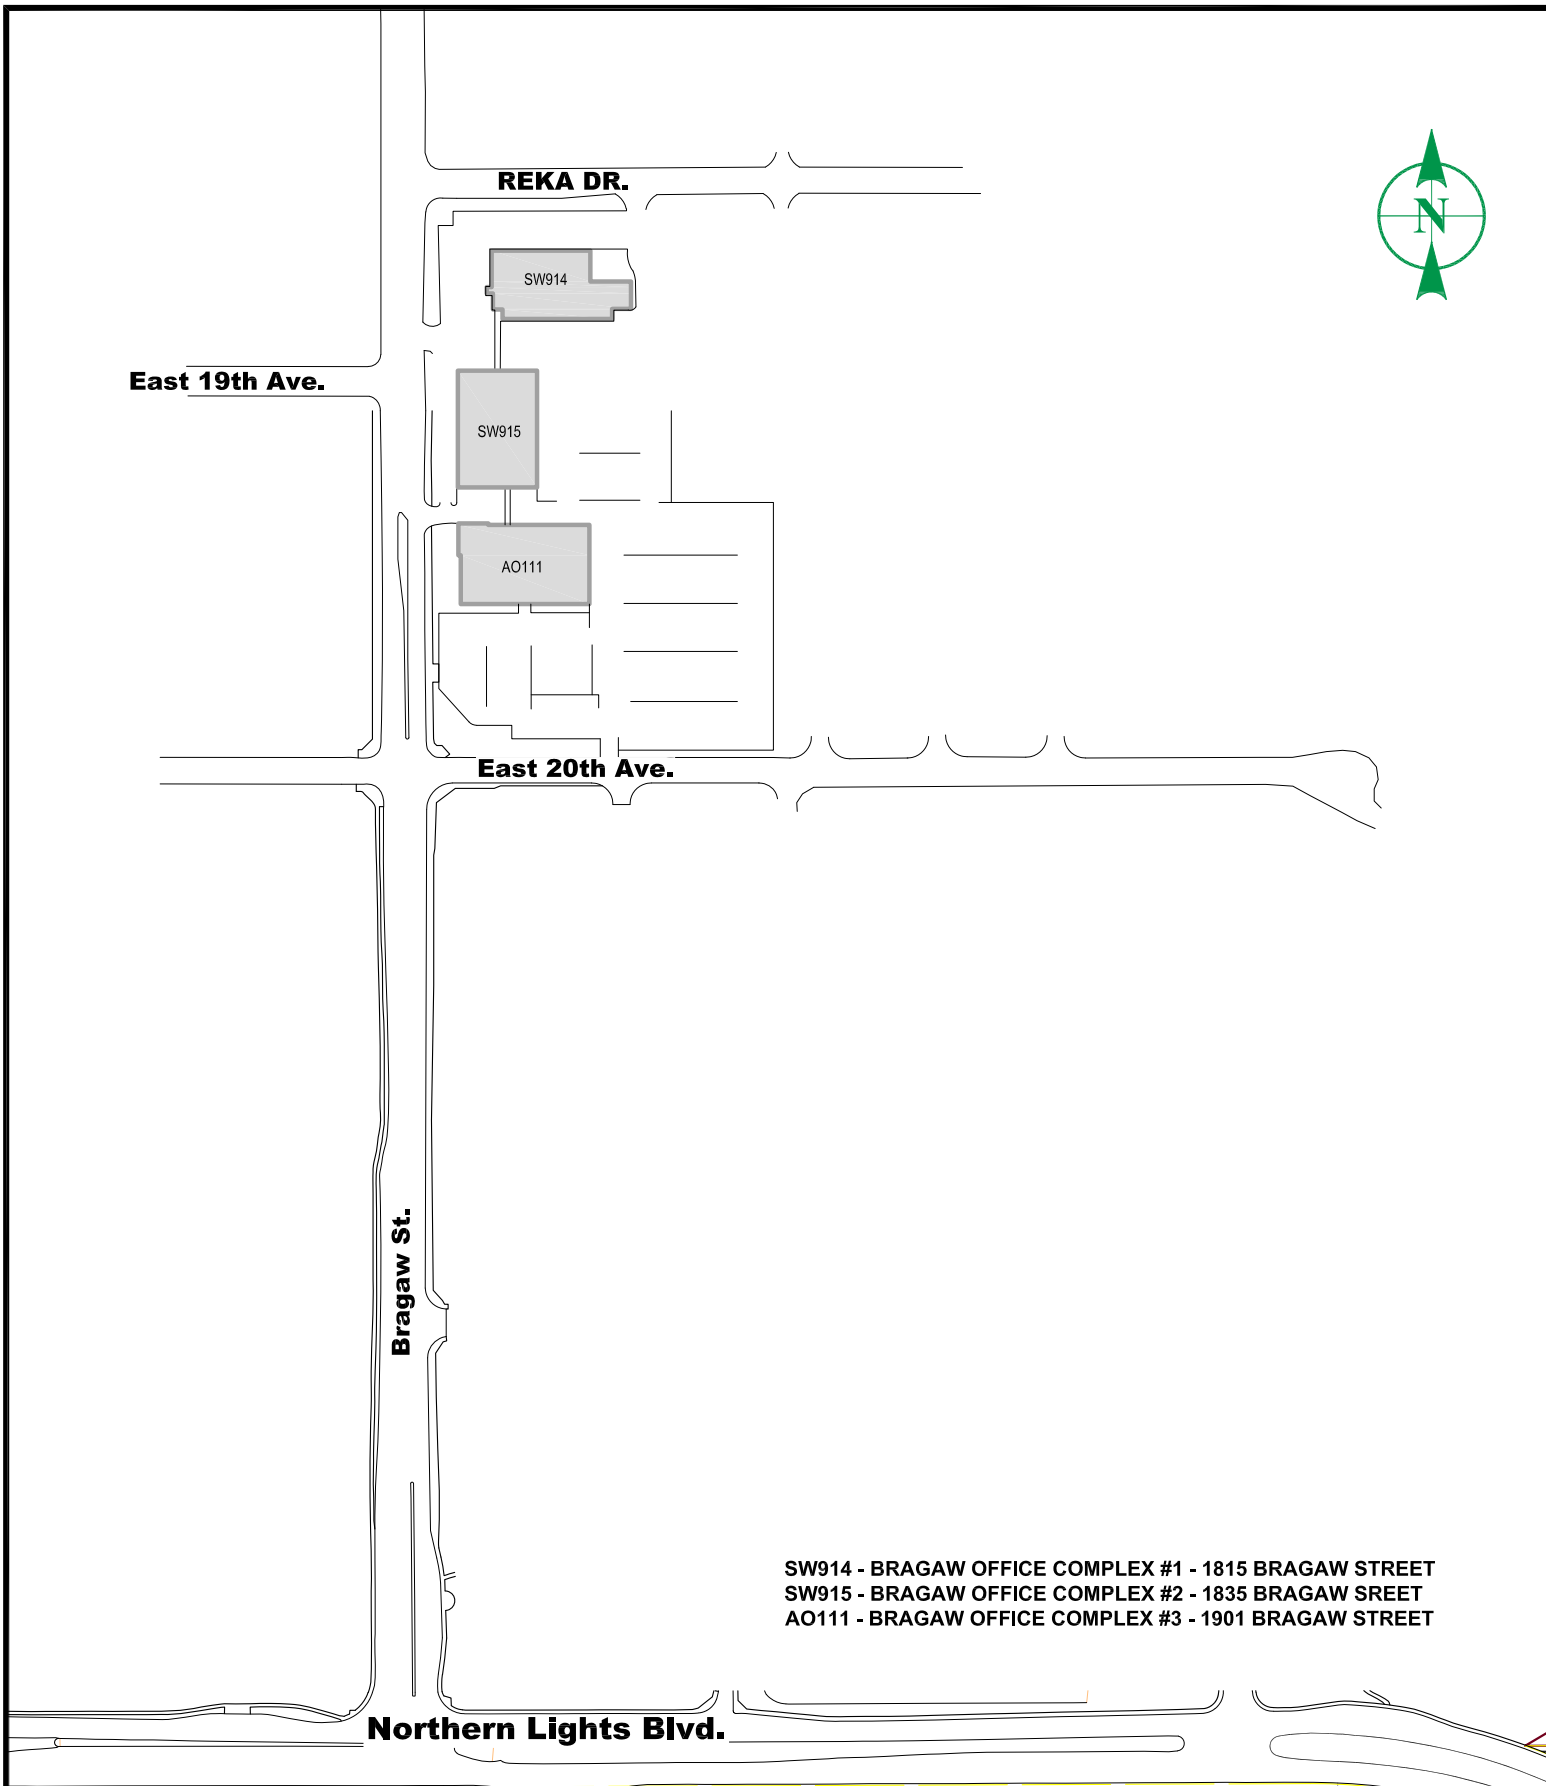 REKA DR.
N
SW914
East 19th Ave.
SW915
AO111
East 20th Ave.
Bragaw St.
SW914 - BRAGAW OFFICE COMPLEX #1 - 1815 BRAGAW STREET
SW915 - BRAGAW OFFICE COMPLEX #2 - 1835 BRAGAW SREET
AO111 - BRAGAW OFFICE COMPLEX #3 - 1901 BRAGAW STREET
Northern Lights Blvd.